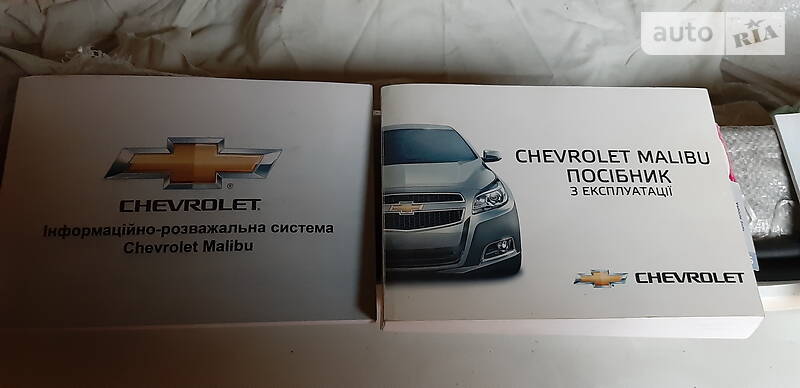 auto RIA
CHEVROLET
Інформаційно-розважальна система
Chevrolet Malibu
CHEVROLET MALIBU
ПОСІБНИК
З ЕКСПЛУАТАЦІЇ
CHEVROLET